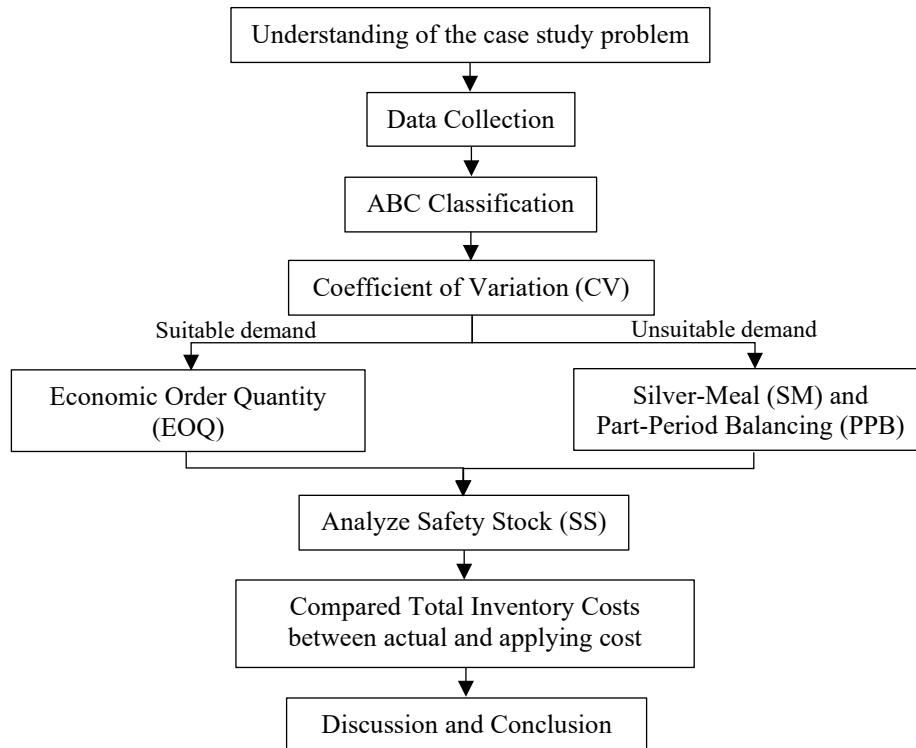 Understanding of the case study problem
Data Collection
ABC Classification
Coefficient of Variation (CV)
Suitable demand
Unsuitable demand
Economic Order Quantity
(EOQ)
Silver-Meal (SM) and
Part-Period Balancing (PPB)
Analyze Safety Stock (SS)
Compared Total Inventory Costs
between actual and applying cost
Discussion and Conclusion